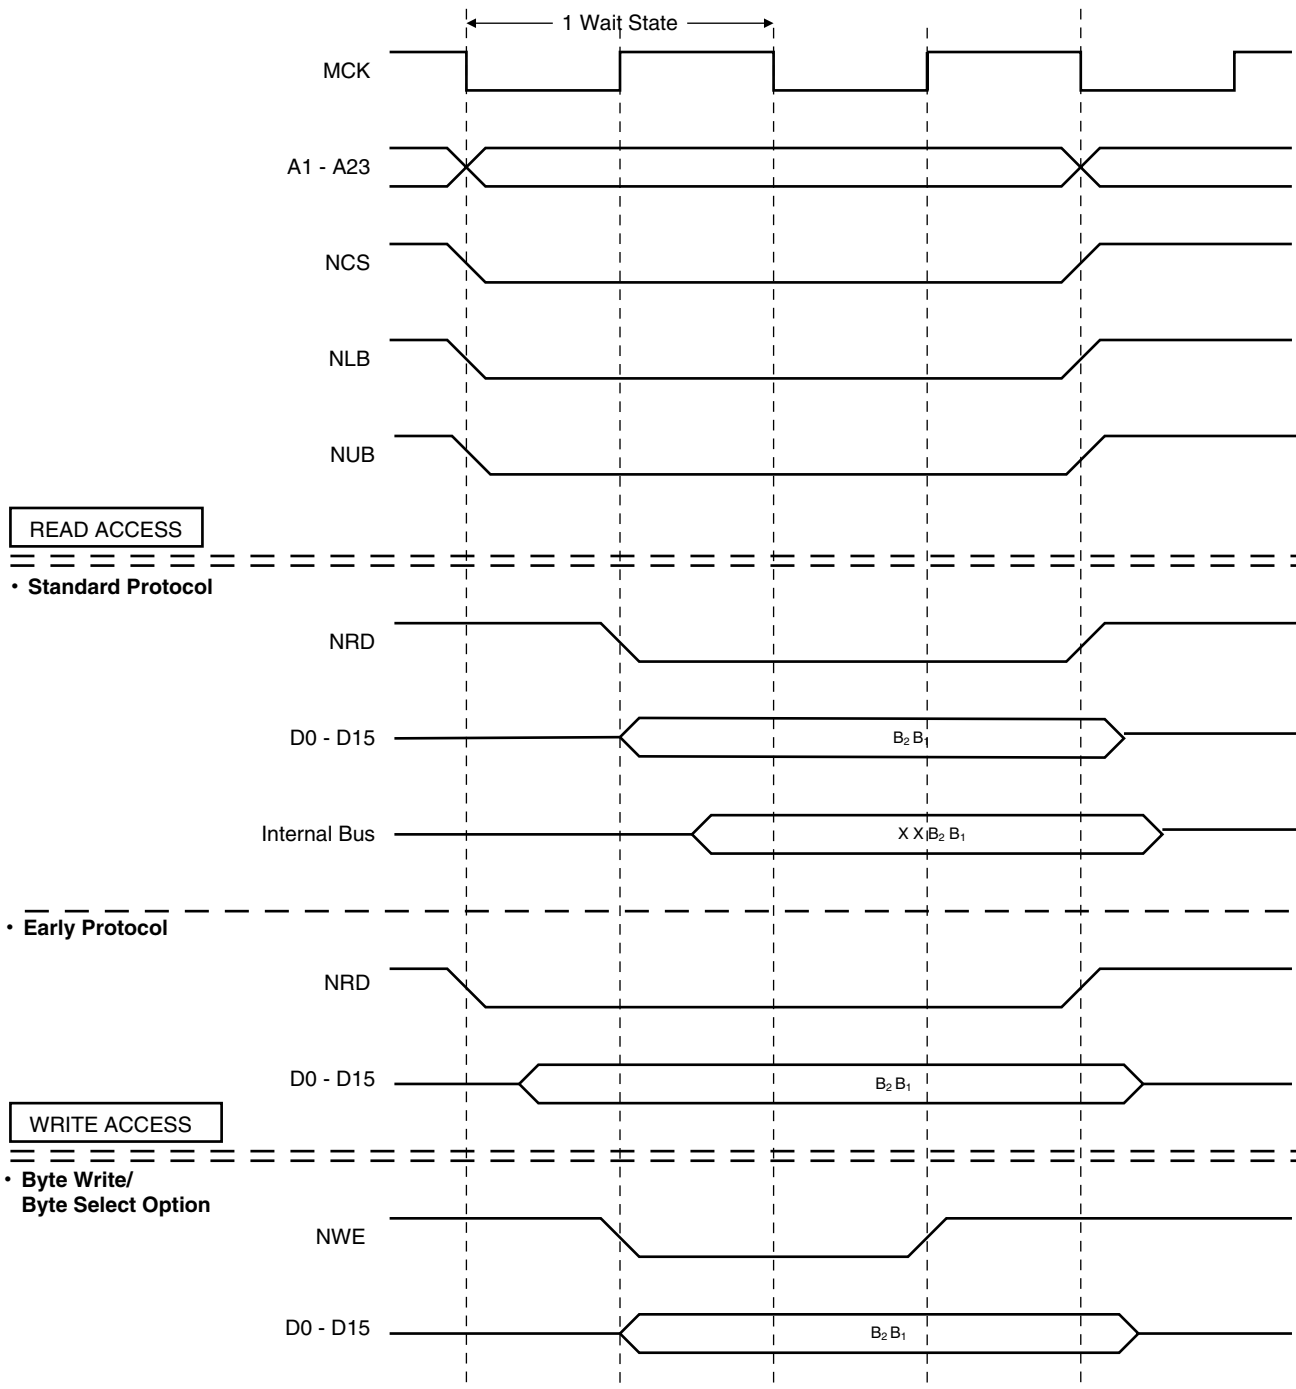 1 Wait State
MCK
A1 - A23
NCS
NLB
NUB
READ ACCESS
• Standard Protocol
NRD
D0 - D15 B₂ B₁
Internal Bus X X B₂ B₁
• Early Protocol
NRD
D0 - D15 B₂ B₁
WRITE ACCESS
• Byte Write/
Byte Select Option
NWE
D0 - D15 B₂ B₁